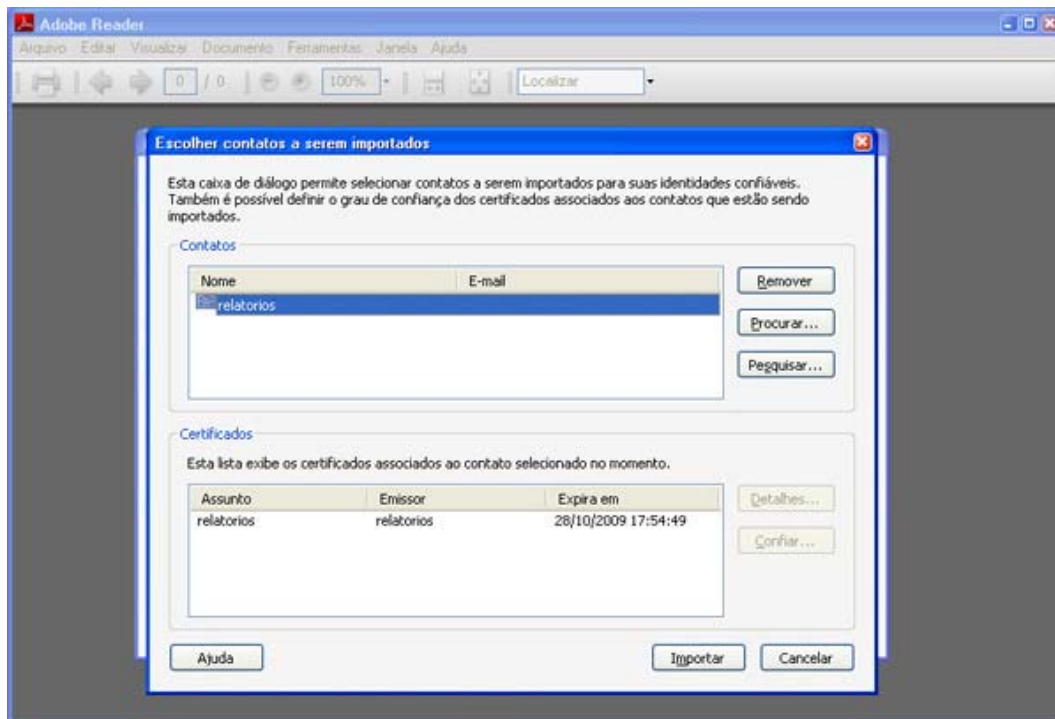 Adobe Reader
Arquivo Editar Visualizar Documento Ferramentas Janela Ajuda
0 / 0 100% Localizar
Escolher contatos a serem importados
Esta caixa de diálogo permite selecionar contatos a serem importados para suas identidades confiáveis.
Também é possível definir o grau de confiança dos certificados associados aos contatos que estão sendo
importados.
Contatos
Nome E-mail
relatorios
Remover
Procurar...
Pesquisar...
Certificados
Esta lista exibe os certificados associados ao contato selecionado no momento.
Assunto Emissor Expira em
relatorios relatorios 28/10/2009 17:54:49
Detalhes...
Confiar...
Ajuda Importar Cancelar